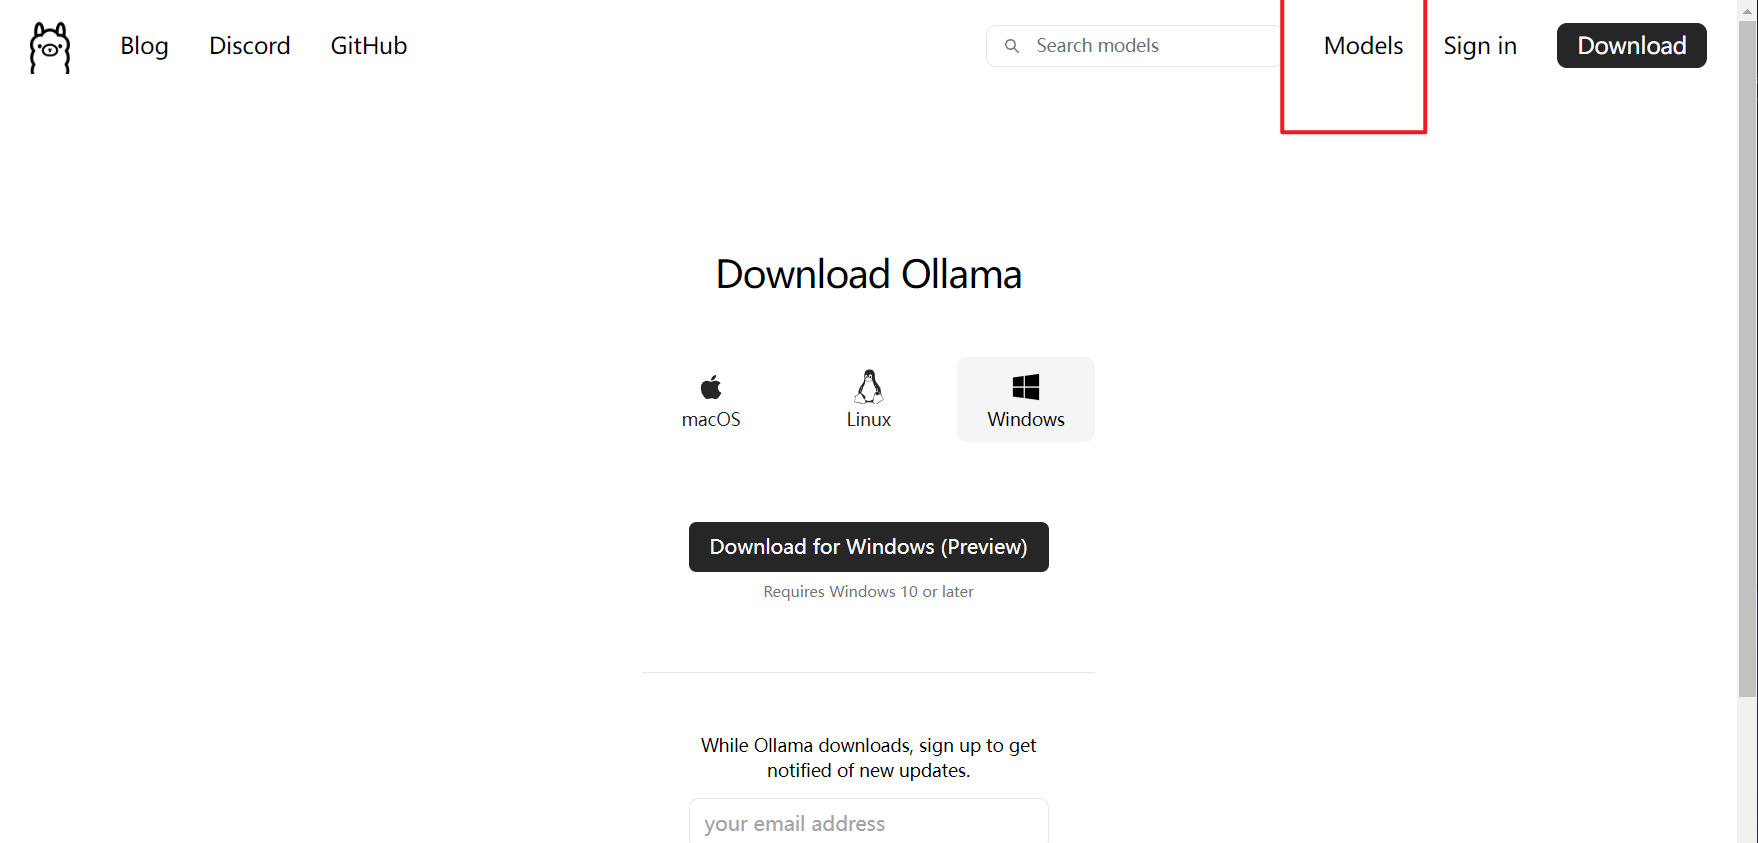 Blog Discord GitHub Search models Models Sign in Download
Download Ollama
macOS Linux Windows
Download for Windows (Preview)
Requires Windows 10 or later
While Ollama downloads, sign up to get
notified of new updates.
your email address